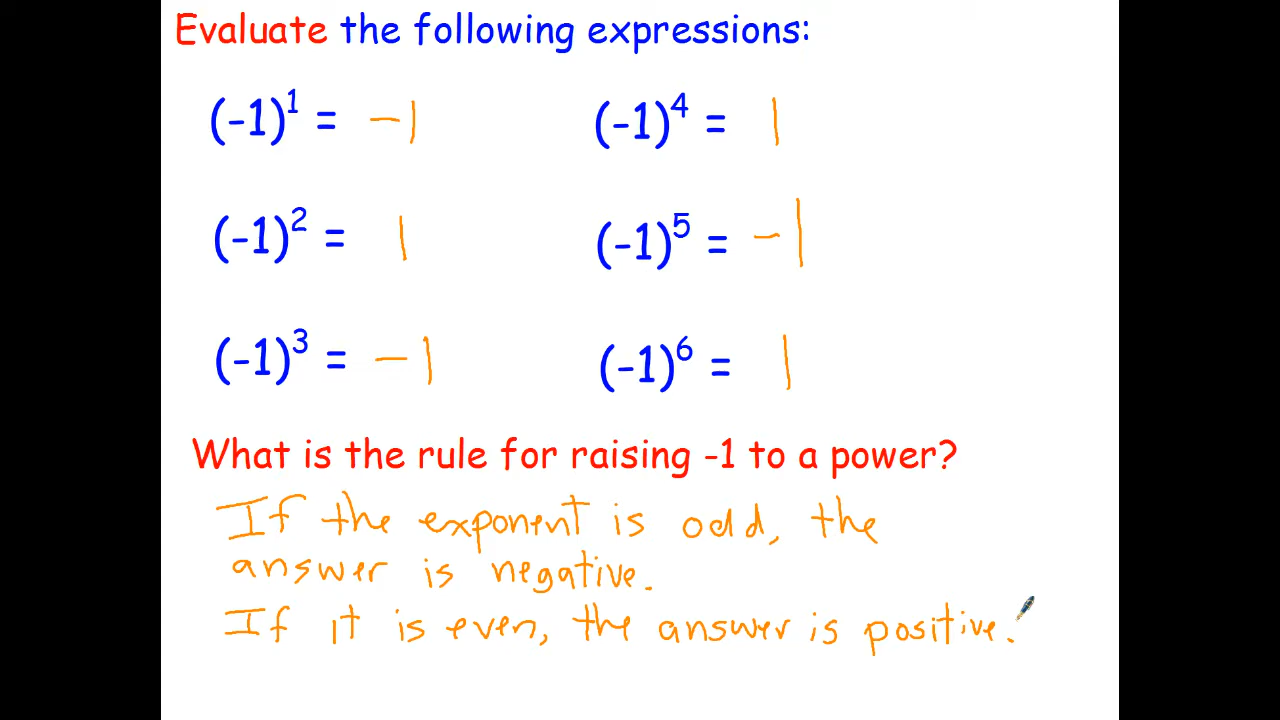 Evaluate the following expressions:
(-1)¹ = -1
(-1)⁴ = 1
(-1)² = 1
(-1)⁵ = -1
(-1)³ = -1
(-1)⁶ = 1
What is the rule for raising -1 to a power?
If the exponent is odd, the
answer is negative.
If it is even, the answer is positive.